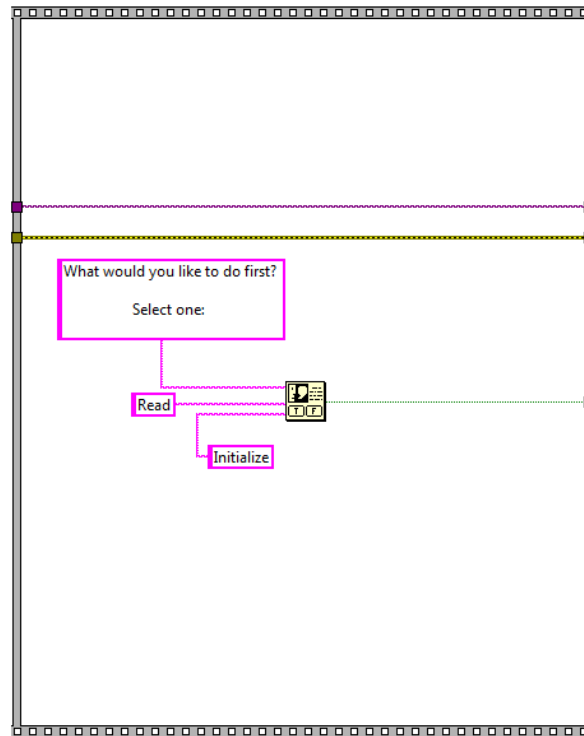 What would you like to do first?
Select one:
Read
T F
Initialize